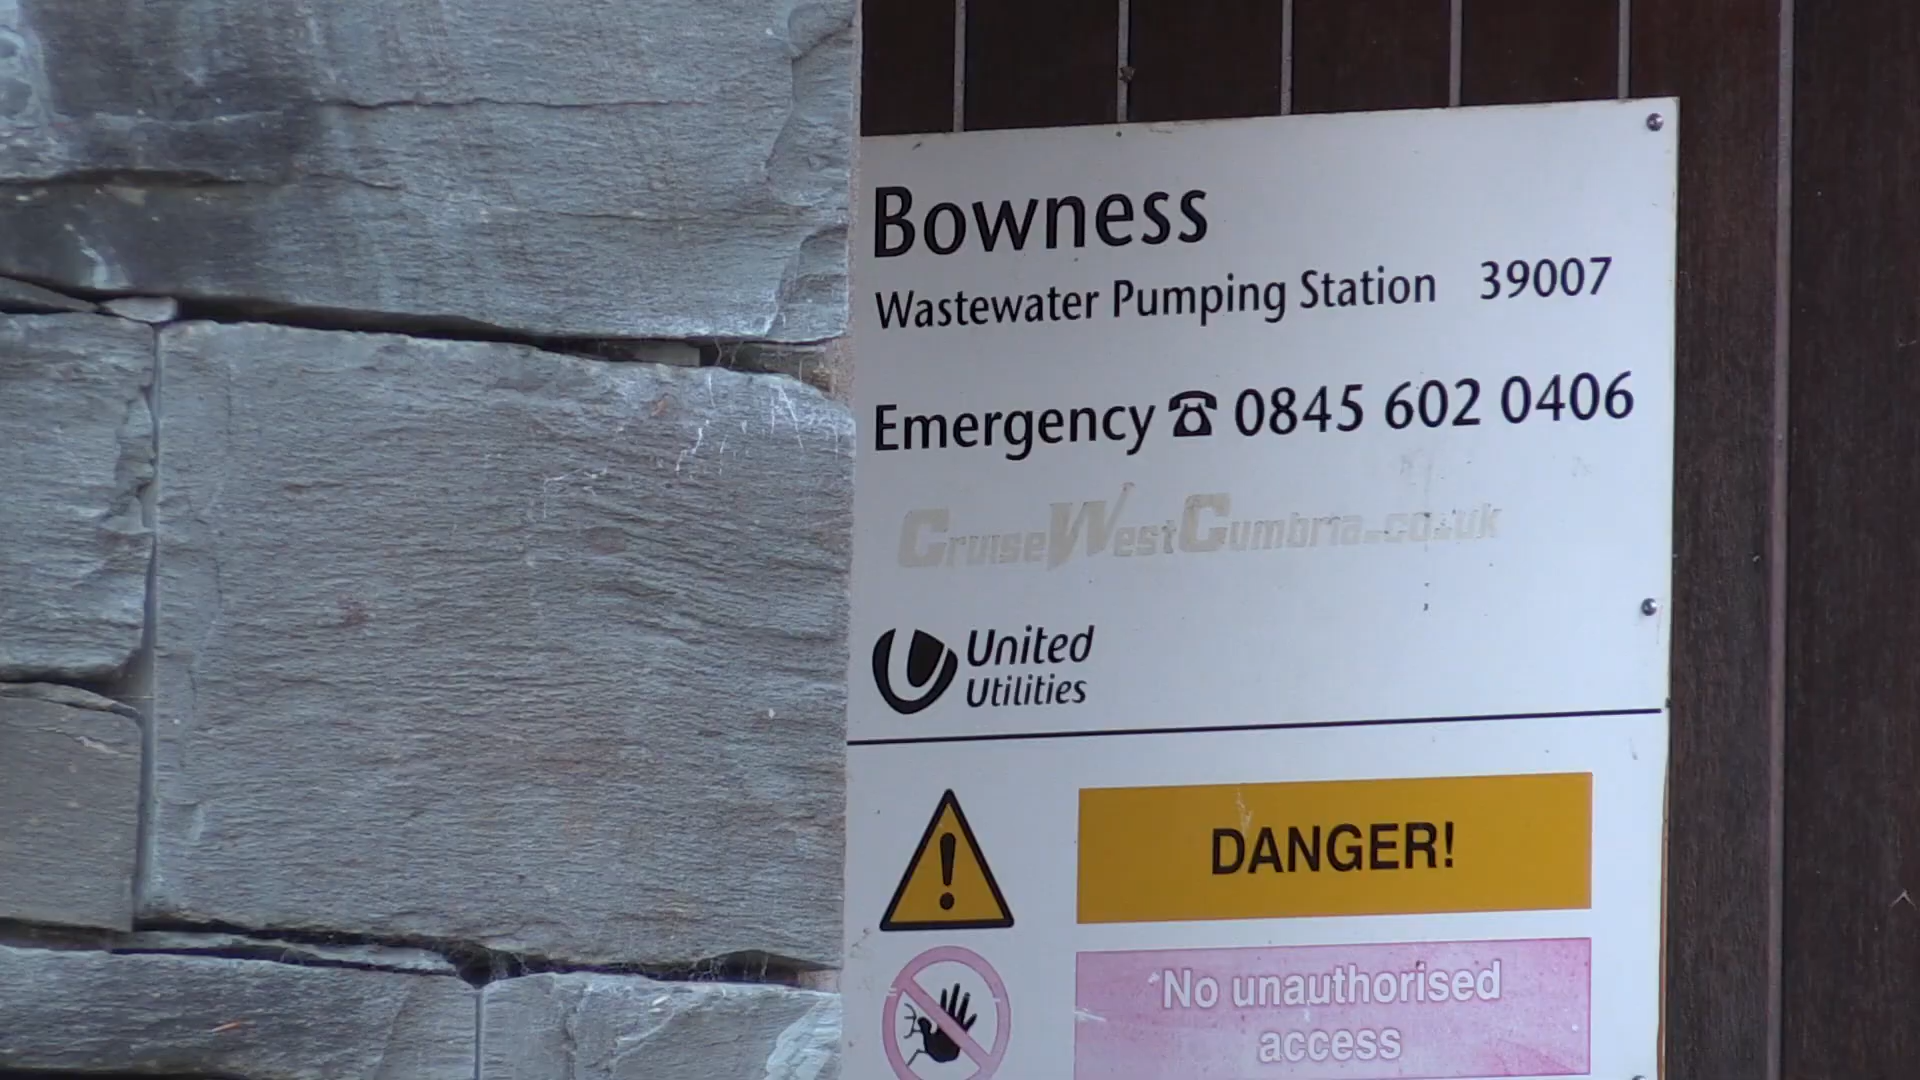 Bowness
Wastewater Pumping Station 39007
Emergency ☎ 0845 602 0406
CruiseWestCumbria.co.uk
United
Utilities
DANGER!
No unauthorised
access